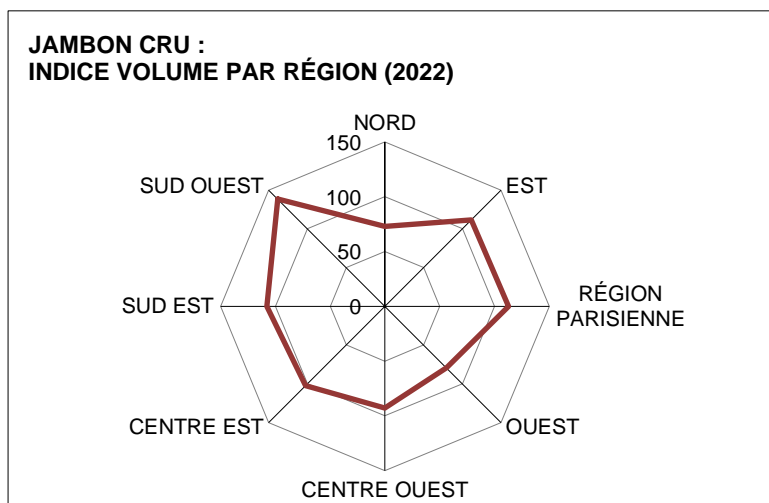 JAMBON CRU :
INDICE VOLUME PAR RÉGION (2022)
NORD
150
SUD OUEST
EST
100
50
SUD EST
0
RÉGION
PARISIENNE
CENTRE EST
OUEST
CENTRE OUEST